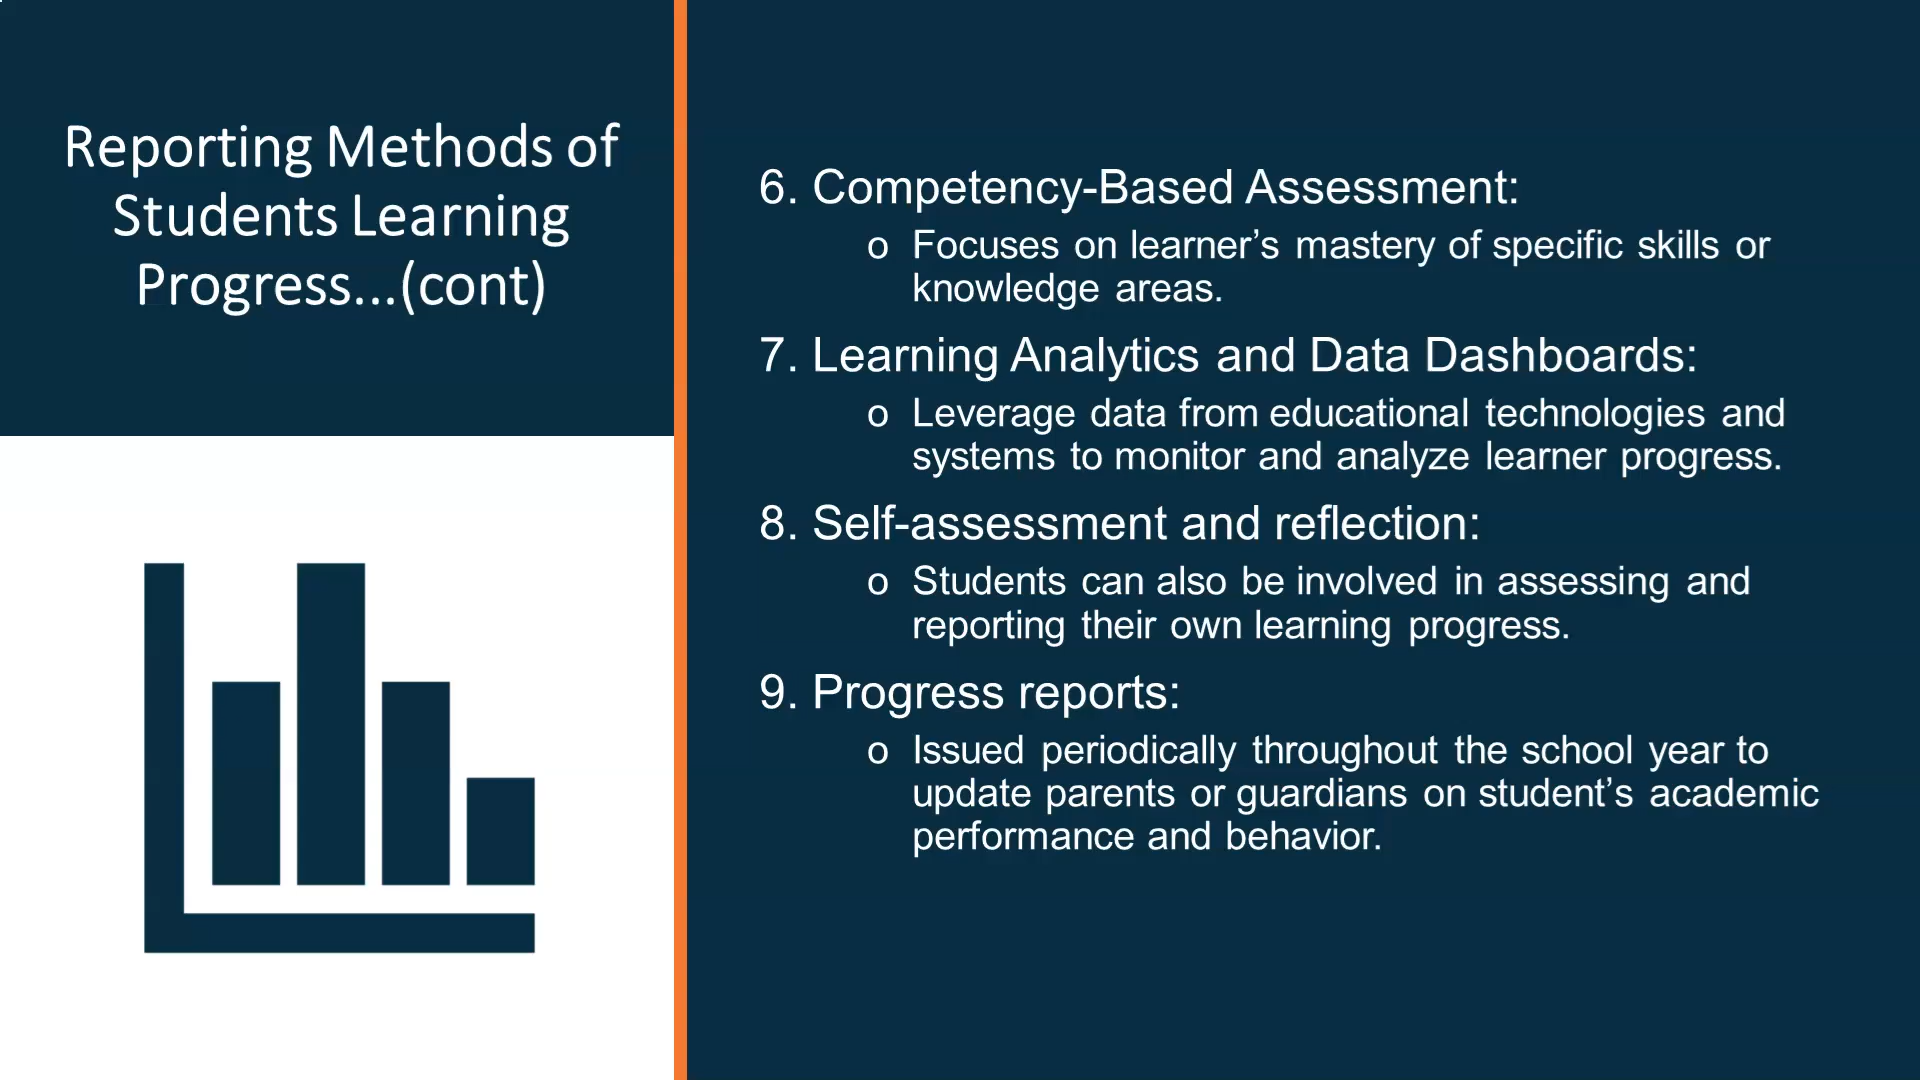 Reporting Methods of
Students Learning
Progress...(cont)
6. Competency-Based Assessment:
o Focuses on learner’s mastery of specific skills or
knowledge areas.
7. Learning Analytics and Data Dashboards:
o Leverage data from educational technologies and
systems to monitor and analyze learner progress.
8. Self-assessment and reflection:
o Students can also be involved in assessing and
reporting their own learning progress.
9. Progress reports:
o Issued periodically throughout the school year to
update parents or guardians on student’s academic
performance and behavior.